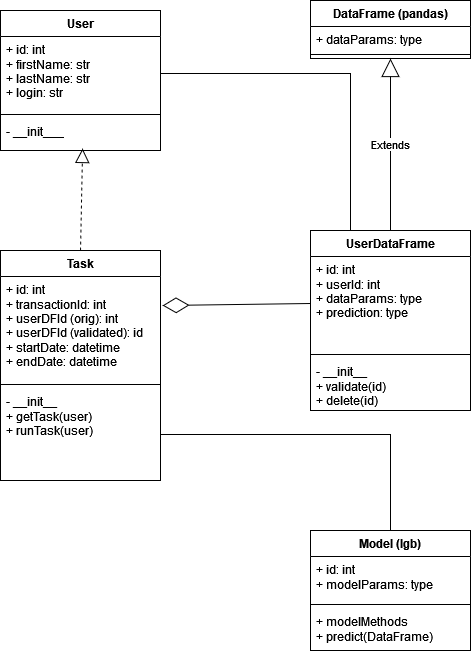 User
+ id: int
+ firstName: str
+ lastName: str
+ login: str
- __init___
DataFrame (pandas)
+ dataParams: type
Extends
Task
+ id: int
+ transactionId: int
+ userDFId (orig): int
+ userDFId (validated): id
+ startDate: datetime
+ endDate: datetime
- __init__
+ getTask(user)
+ runTask(user)
UserDataFrame
+ id: int
+ userId: int
+ dataParams: type
+ prediction: type
- __init__
+ validate(id)
+ delete(id)
Model (lgb)
+ id: int
+ modelParams: type
+ modelMethods
+ predict(DataFrame)